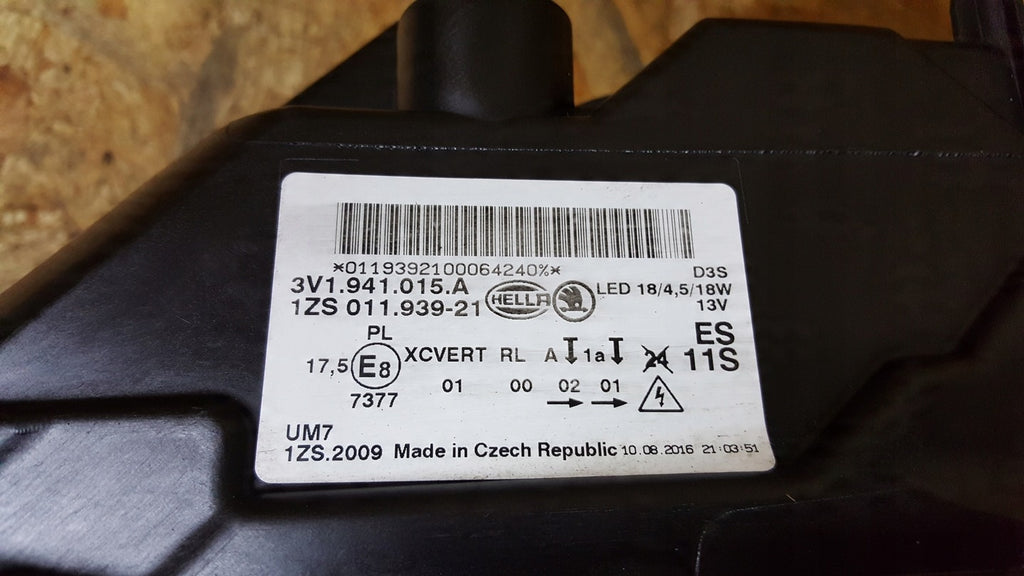 *0119392100064240%*
3V1.941.015.A
1ZS 011.939-21
HELLA
D3S
LED 18/4,5/18W
13V
ES
11S
PL
17,5 E8
7377
XCVERT RL A 1a 24
01 00 02 01
UM7
1ZS.2009 Made in Czech Republic 10.08.2016 21:03:51